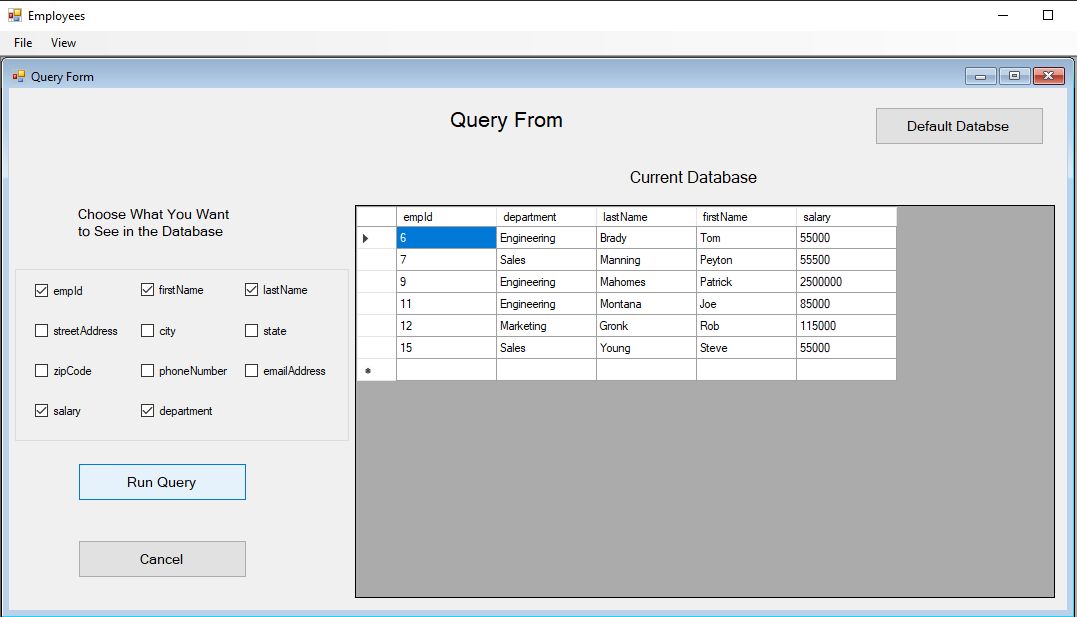 Employees
File View
Query Form
Query From
Default Databse
Current Database
Choose What You Want
to See in the Database
empId firstName lastName
streetAddress city state
zipCode phoneNumber emailAddress
salary department
Run Query
Cancel
empId department lastName firstName salary
6 Engineering Brady Tom 55000
7 Sales Manning Peyton 55500
9 Engineering Mahomes Patrick 2500000
11 Engineering Montana Joe 85000
12 Marketing Gronk Rob 115000
15 Sales Young Steve 55000